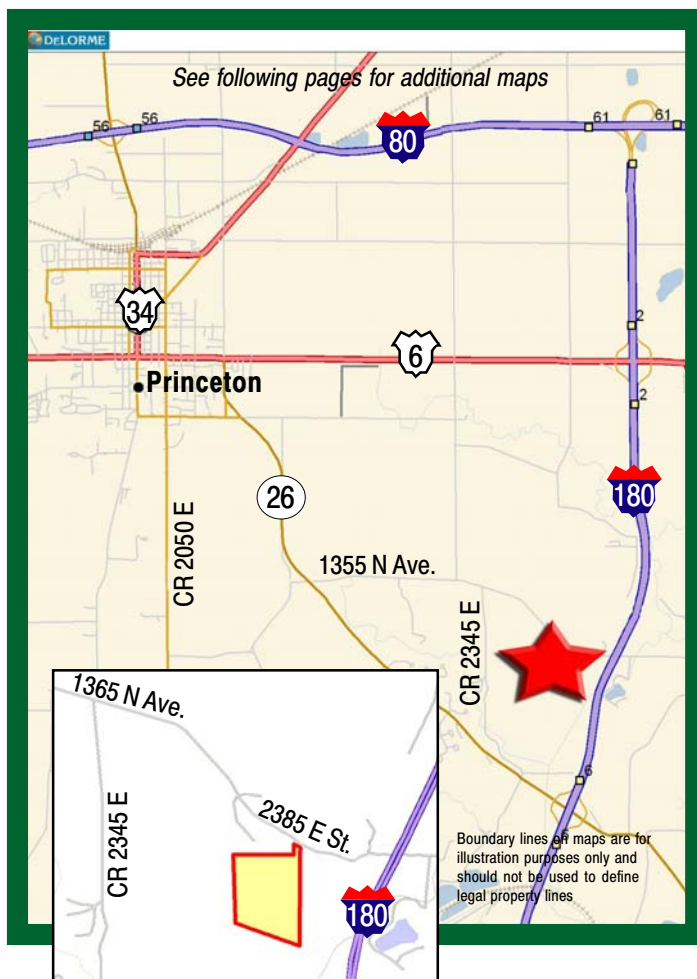 DELORME
See following pages for additional maps
56
56
61
61
80
34
2
6
Princeton
2
180
26
CR 2050 E
1355 N Ave.
CR 2345 E
1365 N Ave.
CR 2345 E
2385 E St.
180
6
6
Boundary lines on maps are for
illustration purposes only and
should not be used to define
legal property lines